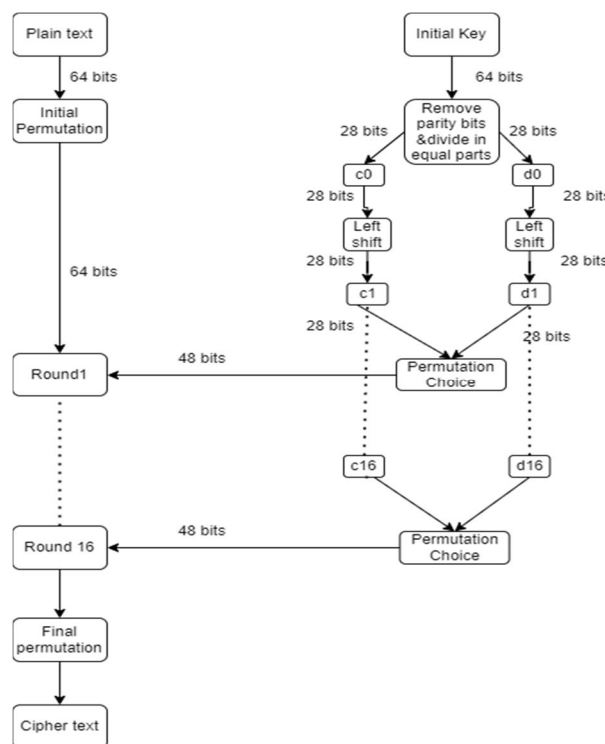 Plain text
Initial Key
64 bits
64 bits
Initial
Permutation
Remove
parity bits
&divide in
equal parts
28 bits
28 bits
c0
d0
28 bits
28 bits
Left
shift
Left
shift
28 bits
28 bits
64 bits
c1
d1
28 bits
28 bits
Round1
48 bits
Permutation
Choice
c16
d16
Round 16
48 bits
Permutation
Choice
Final
permutation
Cipher text